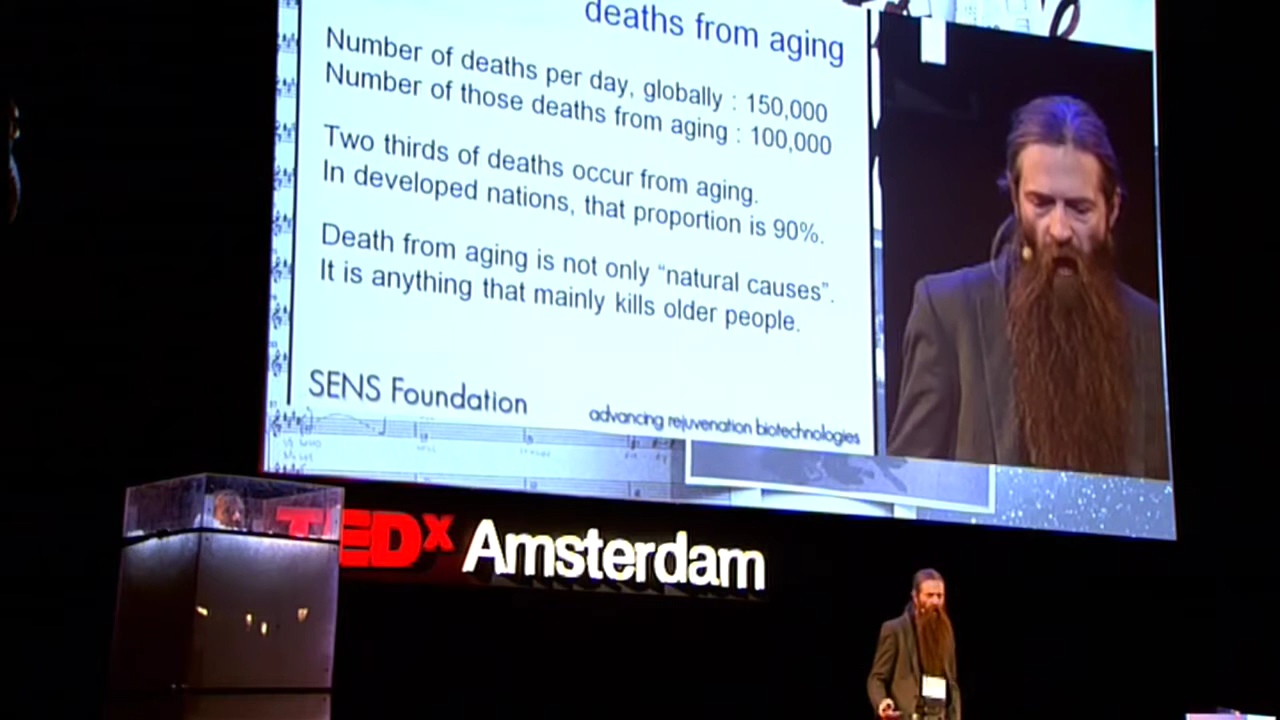 deaths from aging
Number of deaths per day, globally : 150,000
Number of those deaths from aging : 100,000
Two thirds of deaths occur from aging.
In developed nations, that proportion is 90%.
Death from aging is not only “natural causes”.
It is anything that mainly kills older people.
SENS Foundation
advancing rejuvenation biotechnologies
TEDx Amsterdam